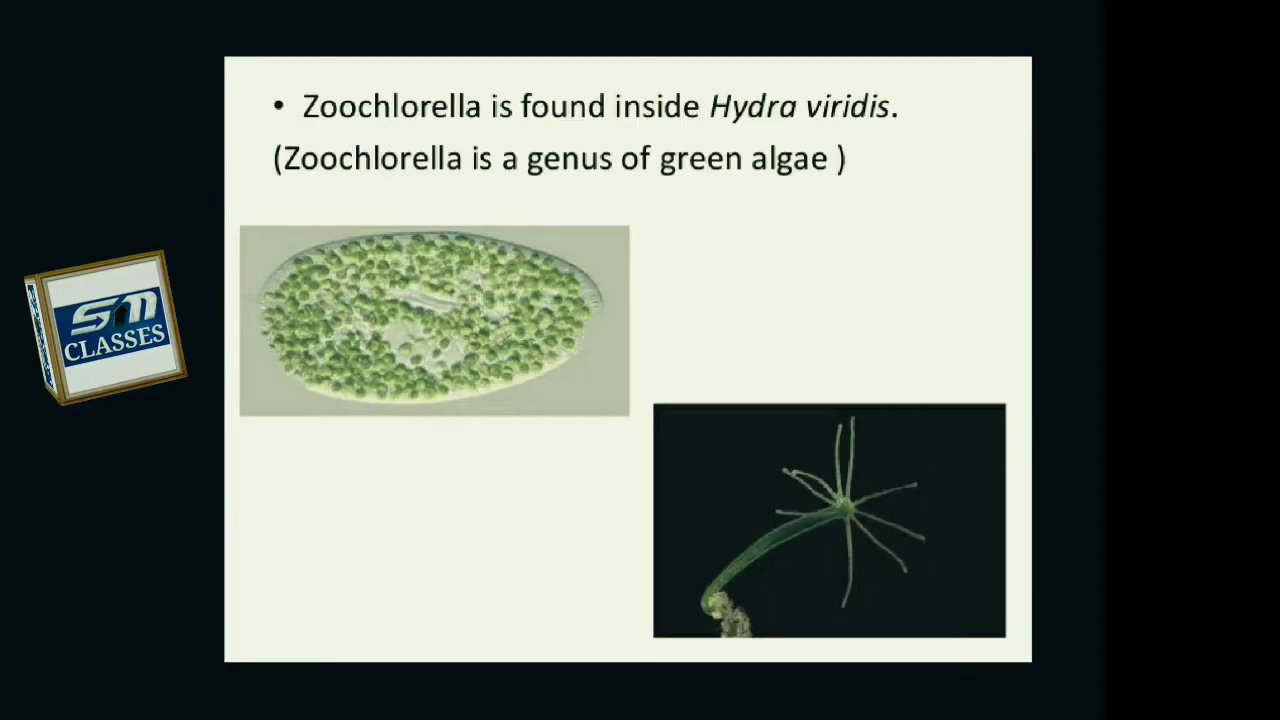 • Zoochlorella is found inside Hydra viridis.
(Zoochlorella is a genus of green algae )
SM
CLASSES